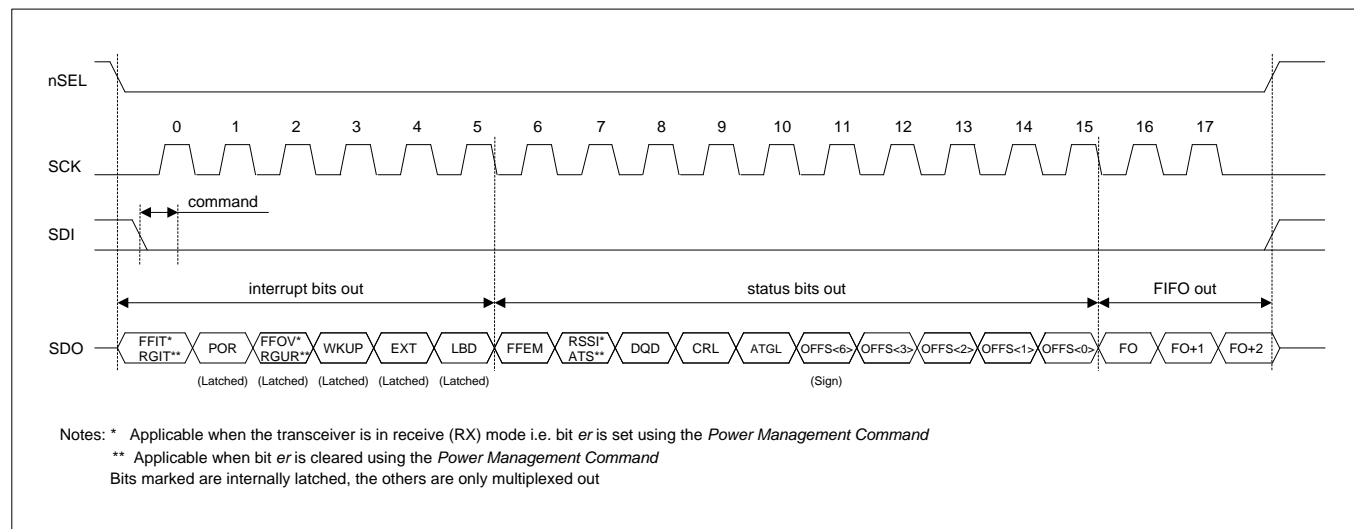 nSEL
0 1 2 3 4 5 6 7 8 9 10 11 12 13 14 15 16 17
SCK
command
SDI
interrupt bits out status bits out FIFO out
SDO
FFIT* RGIT** POR FFOV* RGUR** WKUP EXT LBD FFEM RSSI* ATS** DQD CRL ATGL OFFS<6> OFFS<3> OFFS<2> OFFS<1> OFFS<0> FO FO+1 FO+2
(Latched) (Latched) (Latched) (Latched) (Latched) (Sign)
Notes: * Applicable when the transceiver is in receive (RX) mode i.e. bit er is set using the Power Management Command
** Applicable when bit er is cleared using the Power Management Command
Bits marked are internally latched, the others are only multiplexed out